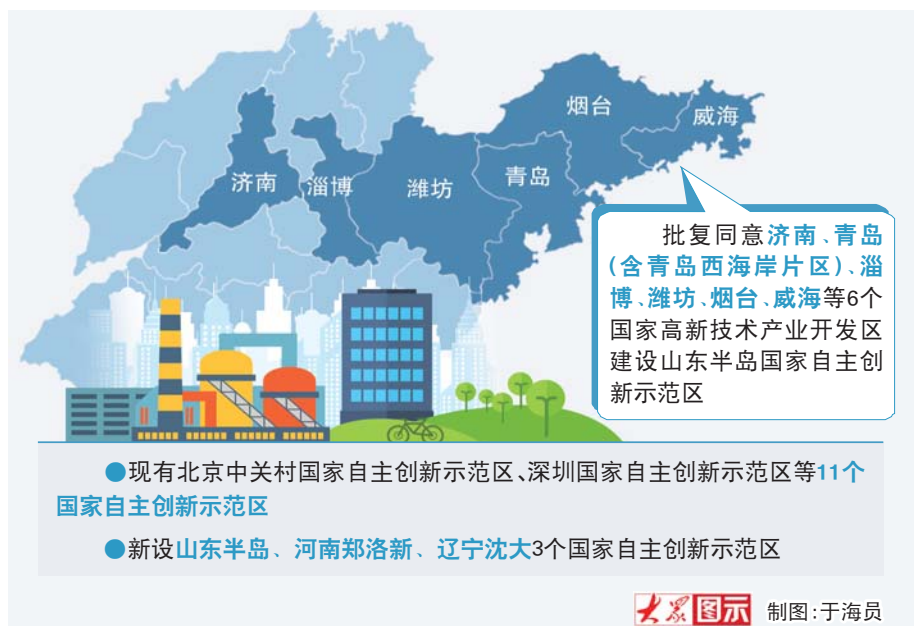 烟台
威海
济南
淄博
潍坊
青岛
批复同意济南、青岛
(含青岛西海岸片区)、淄
博、潍坊、烟台、威海等6个
国家高新技术产业开发区
建设山东半岛国家自主创
新示范区
●现有北京中关村国家自主创新示范区、深圳国家自主创新示范区等11个
国家自主创新示范区
●新设山东半岛、河南郑洛新、辽宁沈大3个国家自主创新示范区
大众图示 制图:于海员